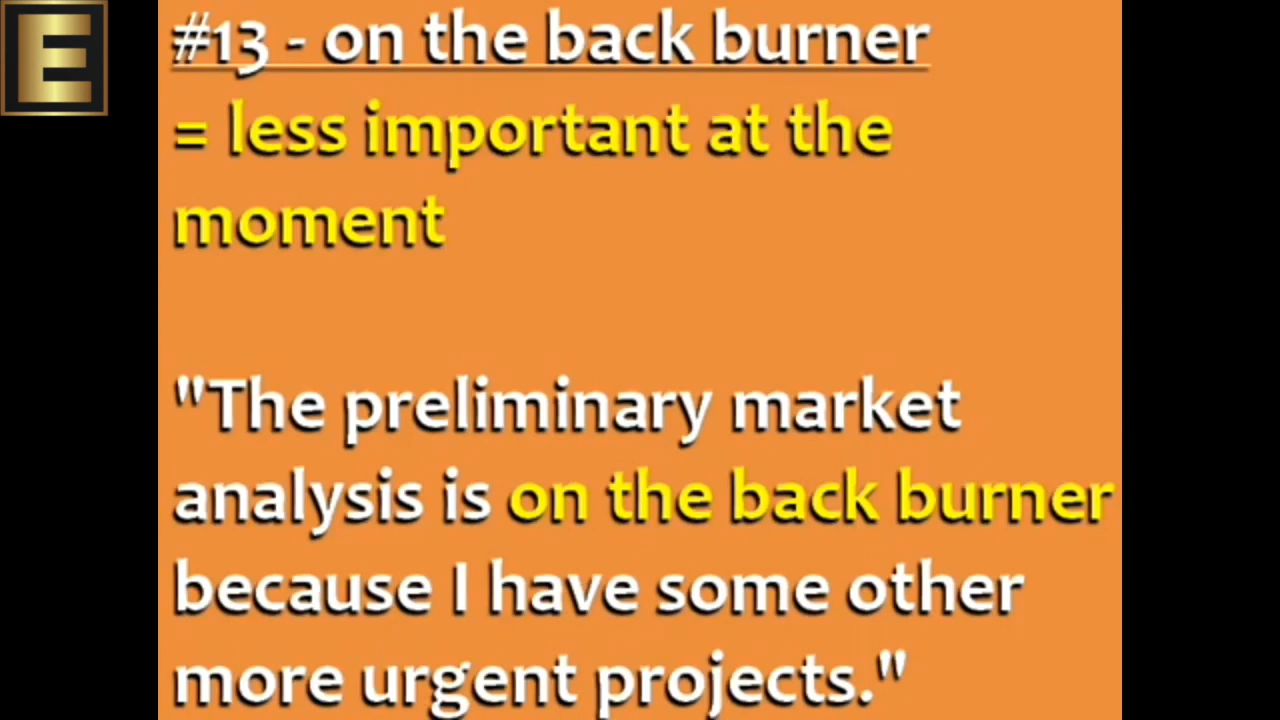 E
#13 - on the back burner
= less important at the
moment
"The preliminary market
analysis is on the back burner
because I have some other
more urgent projects."